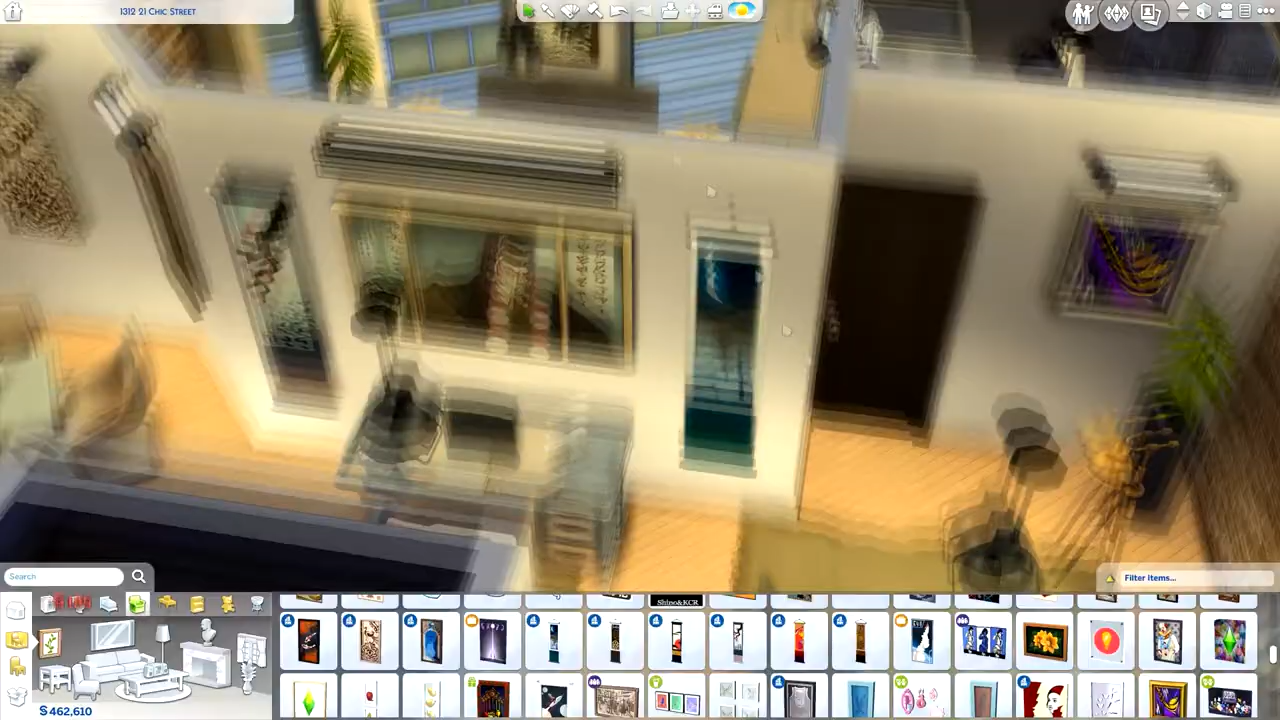 1312 21 CHIC STREET
Search
Filter Items...
Shino&KCR
$462,610